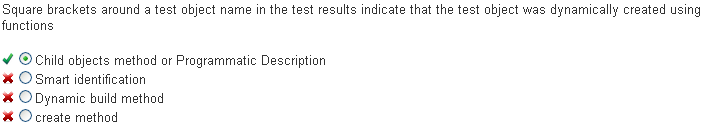 Square brackets around a test object name in the test results indicate that the test object was dynamically created using
functions
Child objects method or Programmatic Description
Smart identification
Dynamic build method
create method